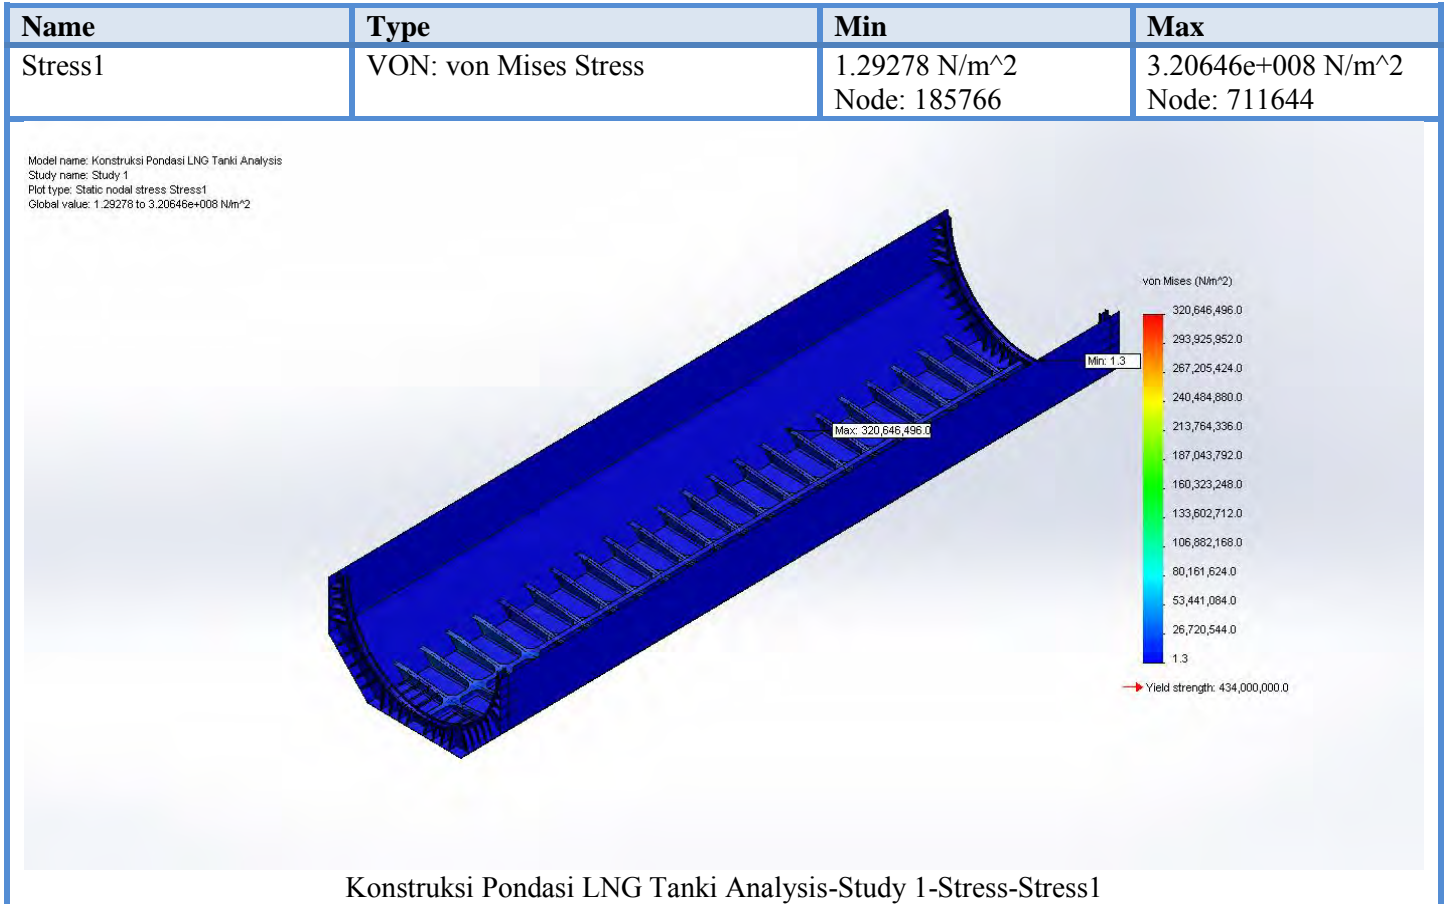 Name Type Min Max
Stress1 VON: von Mises Stress 1.29278 N/m^2 3.20646e+008 N/m^2
Node: 185766 Node: 711644
Model name: Konstruksi Pondasi LNG Tanki Analysis
Study name: Study 1
Plot type: Static nodal stress Stress1
Global value: 1.29278 to 3.20646e+008 N/m^2
von Mises (N/m^2)
320,646,496.0
293,925,952.0
267,205,424.0
240,484,880.0
213,764,336.0
187,043,792.0
160,323,248.0
133,602,712.0
106,882,168.0
80,161,624.0
53,441,084.0
26,720,544.0
1.3
Yield strength: 434,000,000.0
Min: 1.3
Max: 320,646,496.0
Konstruksi Pondasi LNG Tanki Analysis-Study 1-Stress-Stress1